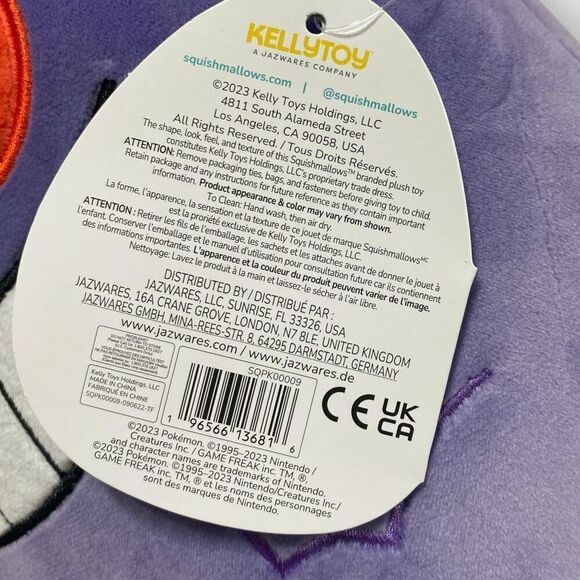 KELLYTOY
A JAZWARES COMPANY
squishmallows.com | @squishmallows
©2023 Kelly Toys Holdings, LLC
4811 South Alameda Street
Los Angeles, CA 90058, USA
All Rights Reserved. / Tous Droits Réservés.
The shape, look, feel, and texture of this Squishmallows™ branded plush toy
constitutes Kelly Toys Holdings, LLC's proprietary trade dress.
ATTENTION: Remove packaging ties, bags, and fasteners before giving toy to child.
Retain package and any instructions for future reference as they contain important
information. Product appearance & color may vary from shown.
To Clean: Hand wash, then air dry.
La forme, l'apparence, la sensation et la texture de ce jouet de marque SquishmallowsMC
est la propriété exclusive de Kelly Toys Holdings, LLC.
ATTENTION : Retirer les fils de l'emballage, les sachets et les attaches avant de donner le jouet à
l'enfant. Conserver l'emballage et le manuel d'utilisation pour consultation future car ils contiennent
des informations importantes. L'apparence et la couleur du produit peuvent varier de l'image.
Nettoyage: Lavez le produit à la main et laissez-le sécher à l'air libre.
DISTRIBUTED BY / DISTRIBUÉ PAR :
JAZWARES, LLC, SUNRISE, FL 33326, USA
JAZWARES, 16A CRANE GROVE, LONDON, N7 8LE, UNITED KINGDOM
JAZWARES GMBH, MINA-REES-STR. 8, 64295 DARMSTADT, GERMANY
www.jazwares.com / www.jazwares.de
Kelly Toys Holdings, LLC
MADE IN CHINA
FABRIQUÉ EN CHINE
SQPK00009-090622-TF
SQPK00009
1 96566 13681 6
CE UK
CA
©2023 Pokémon. ©1995–2023 Nintendo/
Creatures Inc. / GAME FREAK inc. TM, ®,
and character names are trademarks of Nintendo.
©2023 Pokémon. ©1995–2023 Nintendo/Creatures Inc./
GAME FREAK inc. TM, ® et les noms des personnages
sont des marques de Nintendo.